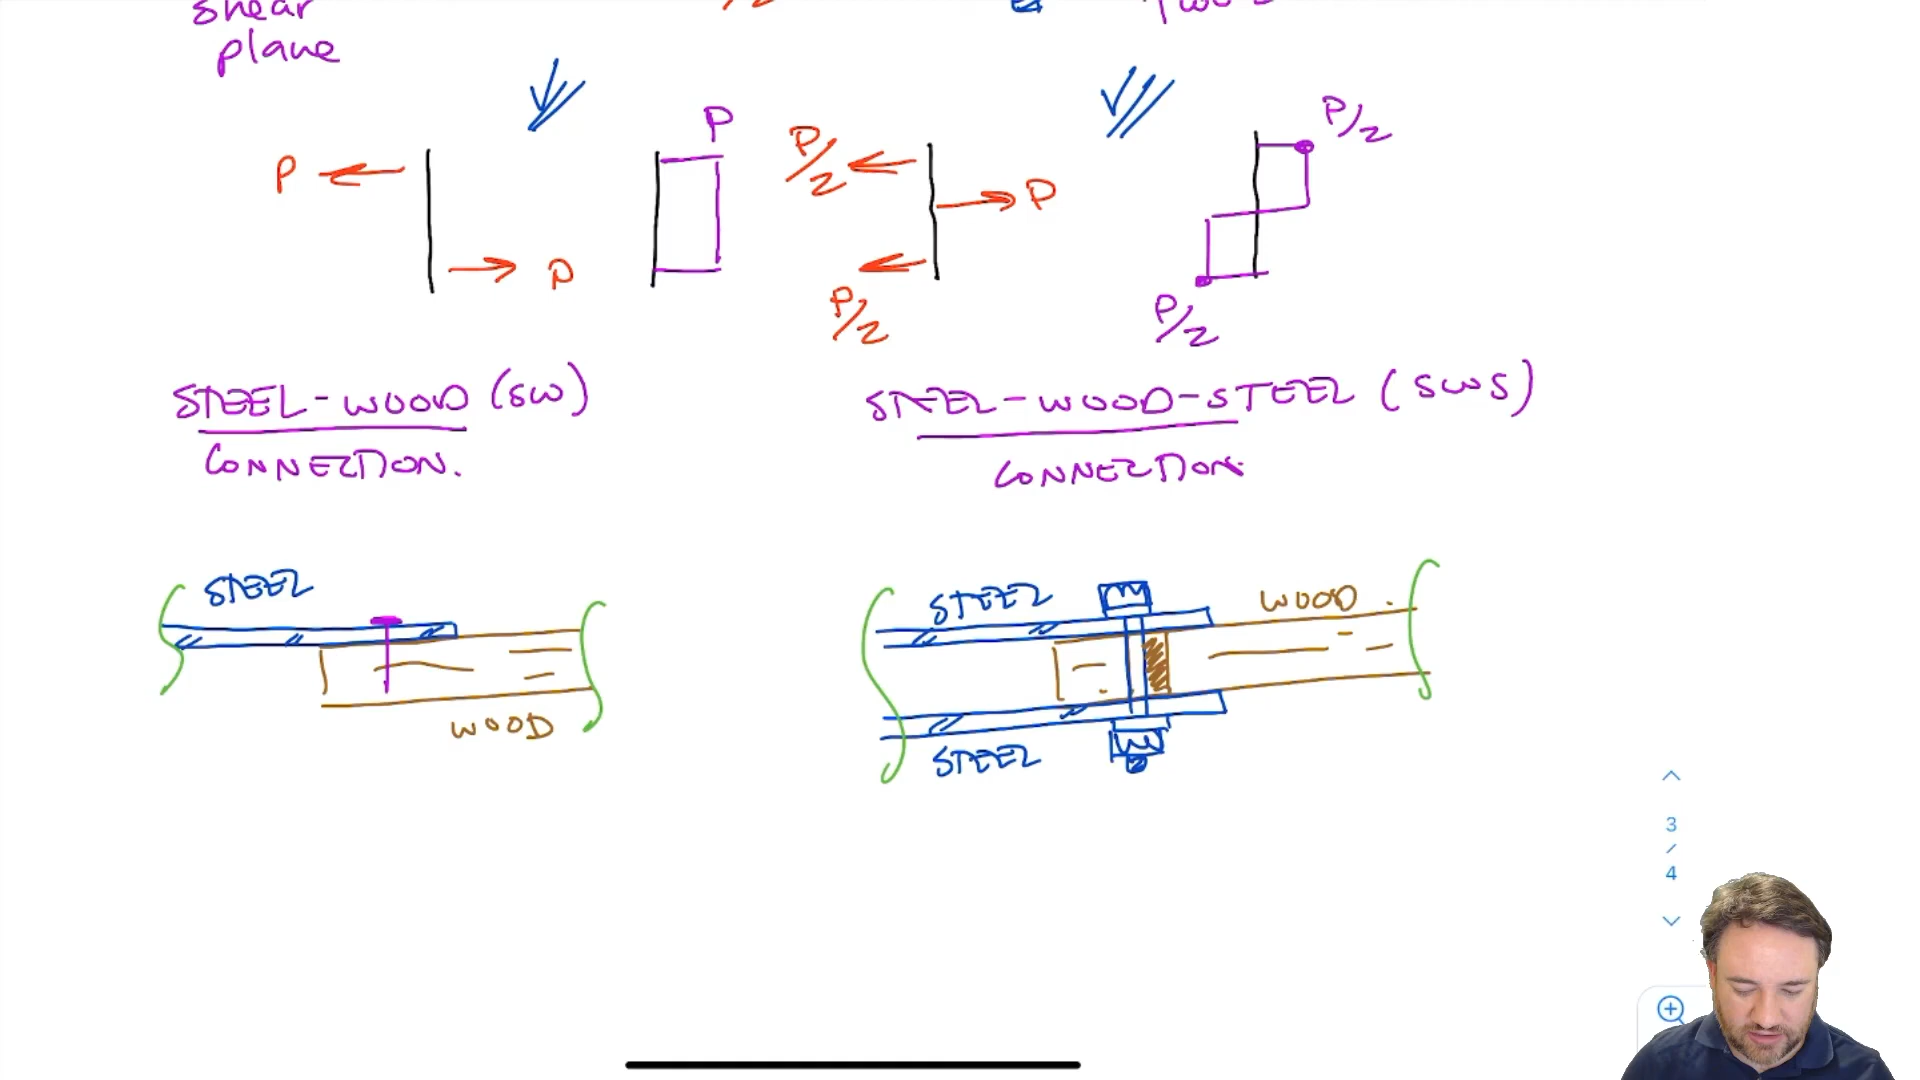 shear
plane
P
P
P
P/2
P
P/2
P/2
P/2
STEEL-WOOD (SW)
CONNECTION.
STEEL-WOOD-STEEL (SWS)
CONNECTION
STEEL
WOOD
STEEL
WOOD
STEEL
3
/
4